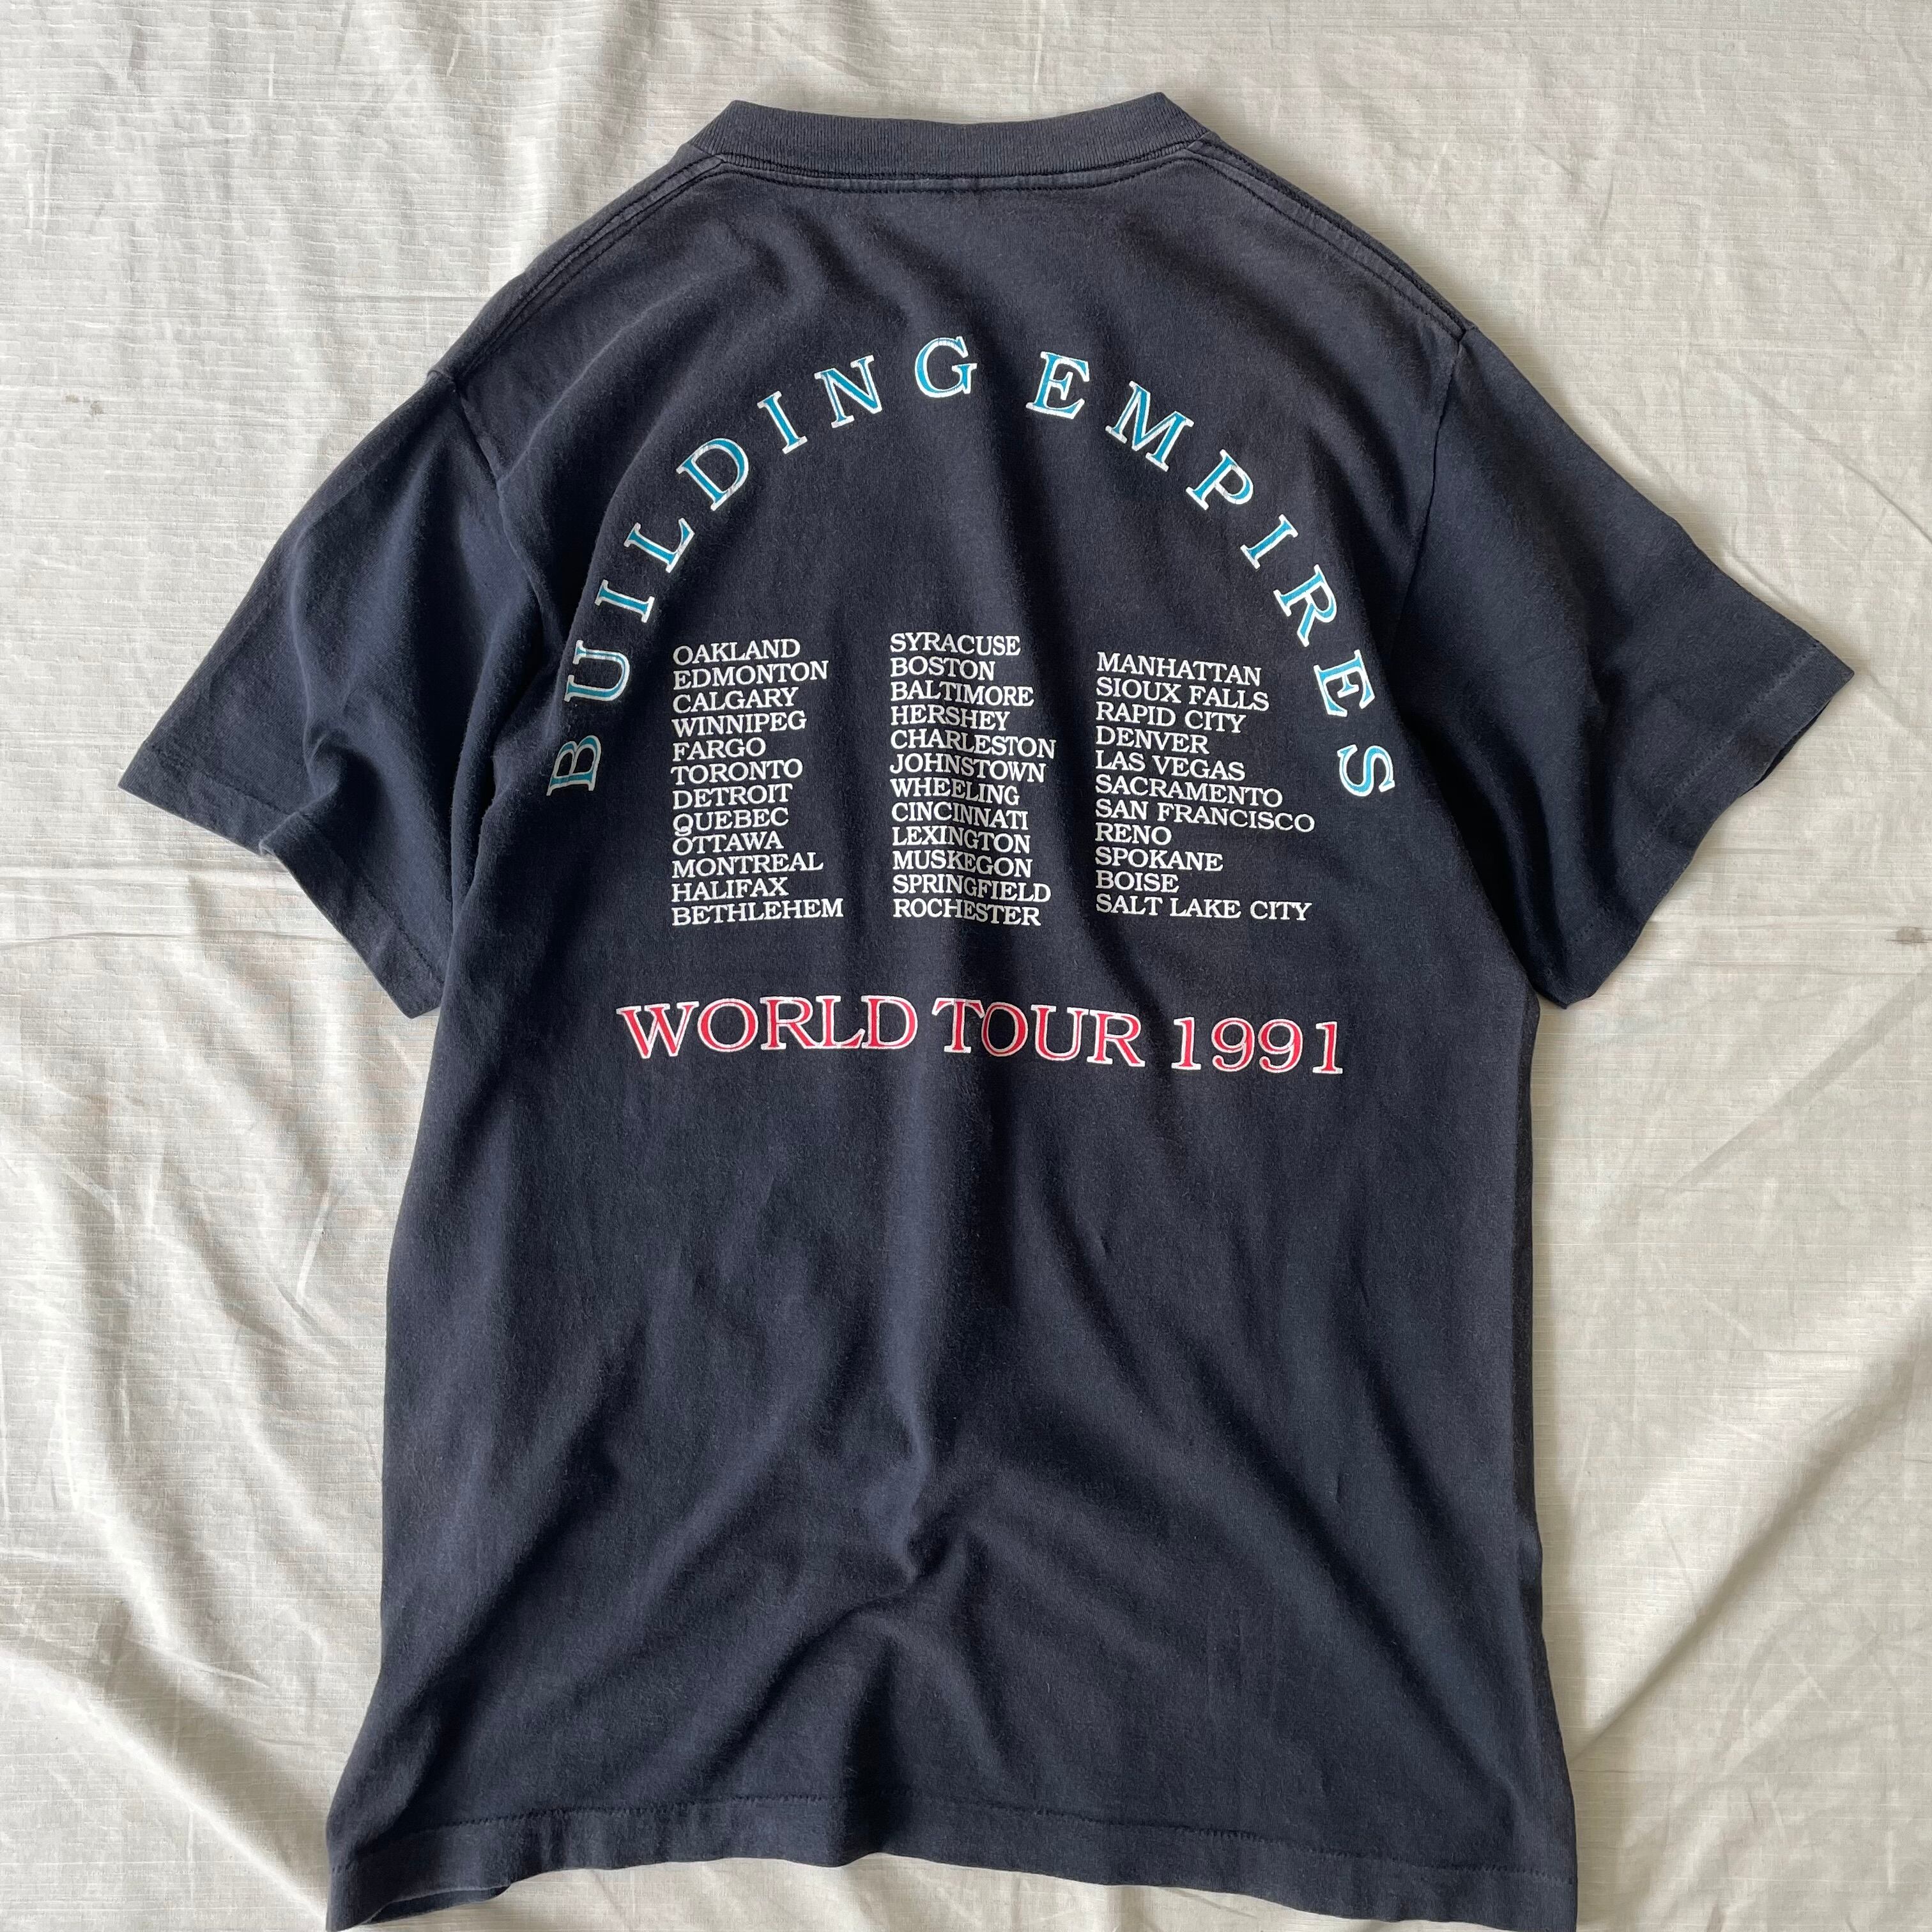 BUILDING EMPIRES
OAKLAND
EDMONTON
CALGARY
WINNIPEG
FARGO
TORONTO
DETROIT
QUEBEC
OTTAWA
MONTREAL
HALIFAX
BETHLEHEM
SYRACUSE
BOSTON
BALTIMORE
HERSHEY
CHARLESTON
JOHNSTOWN
WHEELING
CINCINNATI
LEXINGTON
MUSKEGON
SPRINGFIELD
ROCHESTER
MANHATTAN
SIOUX FALLS
RAPID CITY
DENVER
LAS VEGAS
SACRAMENTO
SAN FRANCISCO
RENO
SPOKANE
BOISE
SALT LAKE CITY
WORLD TOUR 1991